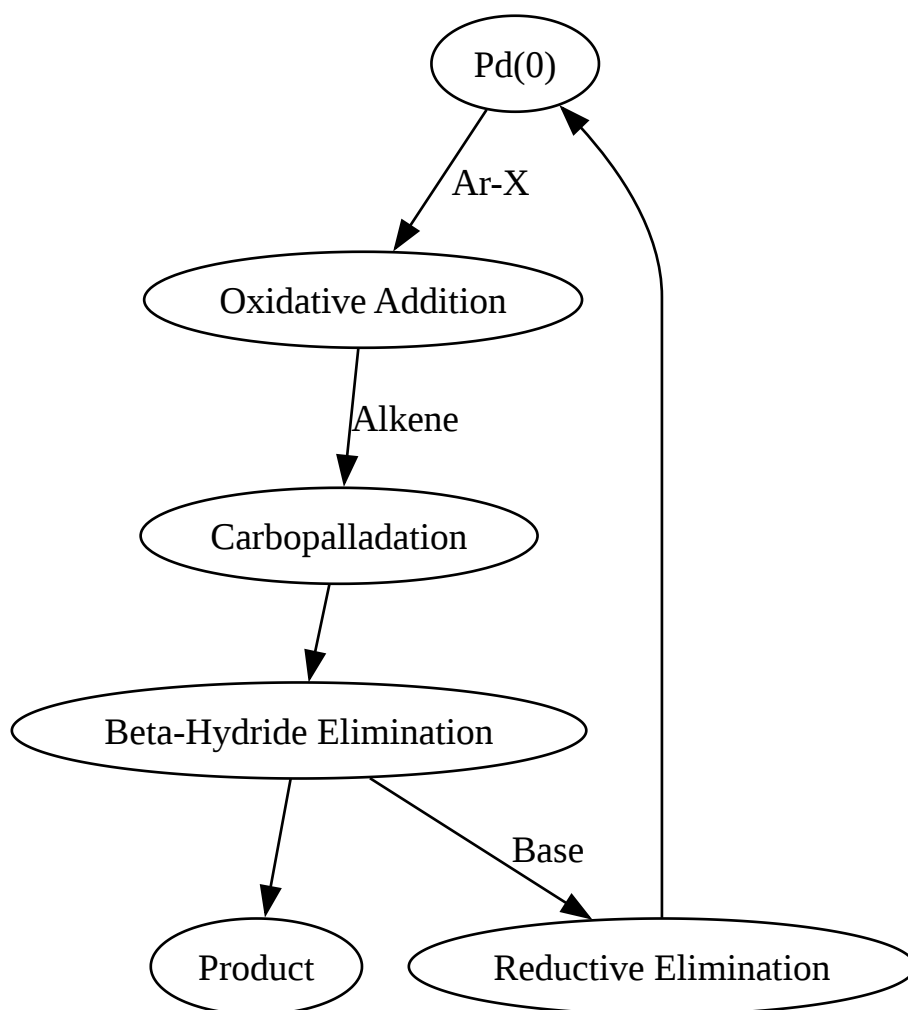 Pd(0)
Ar-X
Oxidative Addition
Alkene
Carbopalladation
Beta-Hydride Elimination
Base
Product
Reductive Elimination